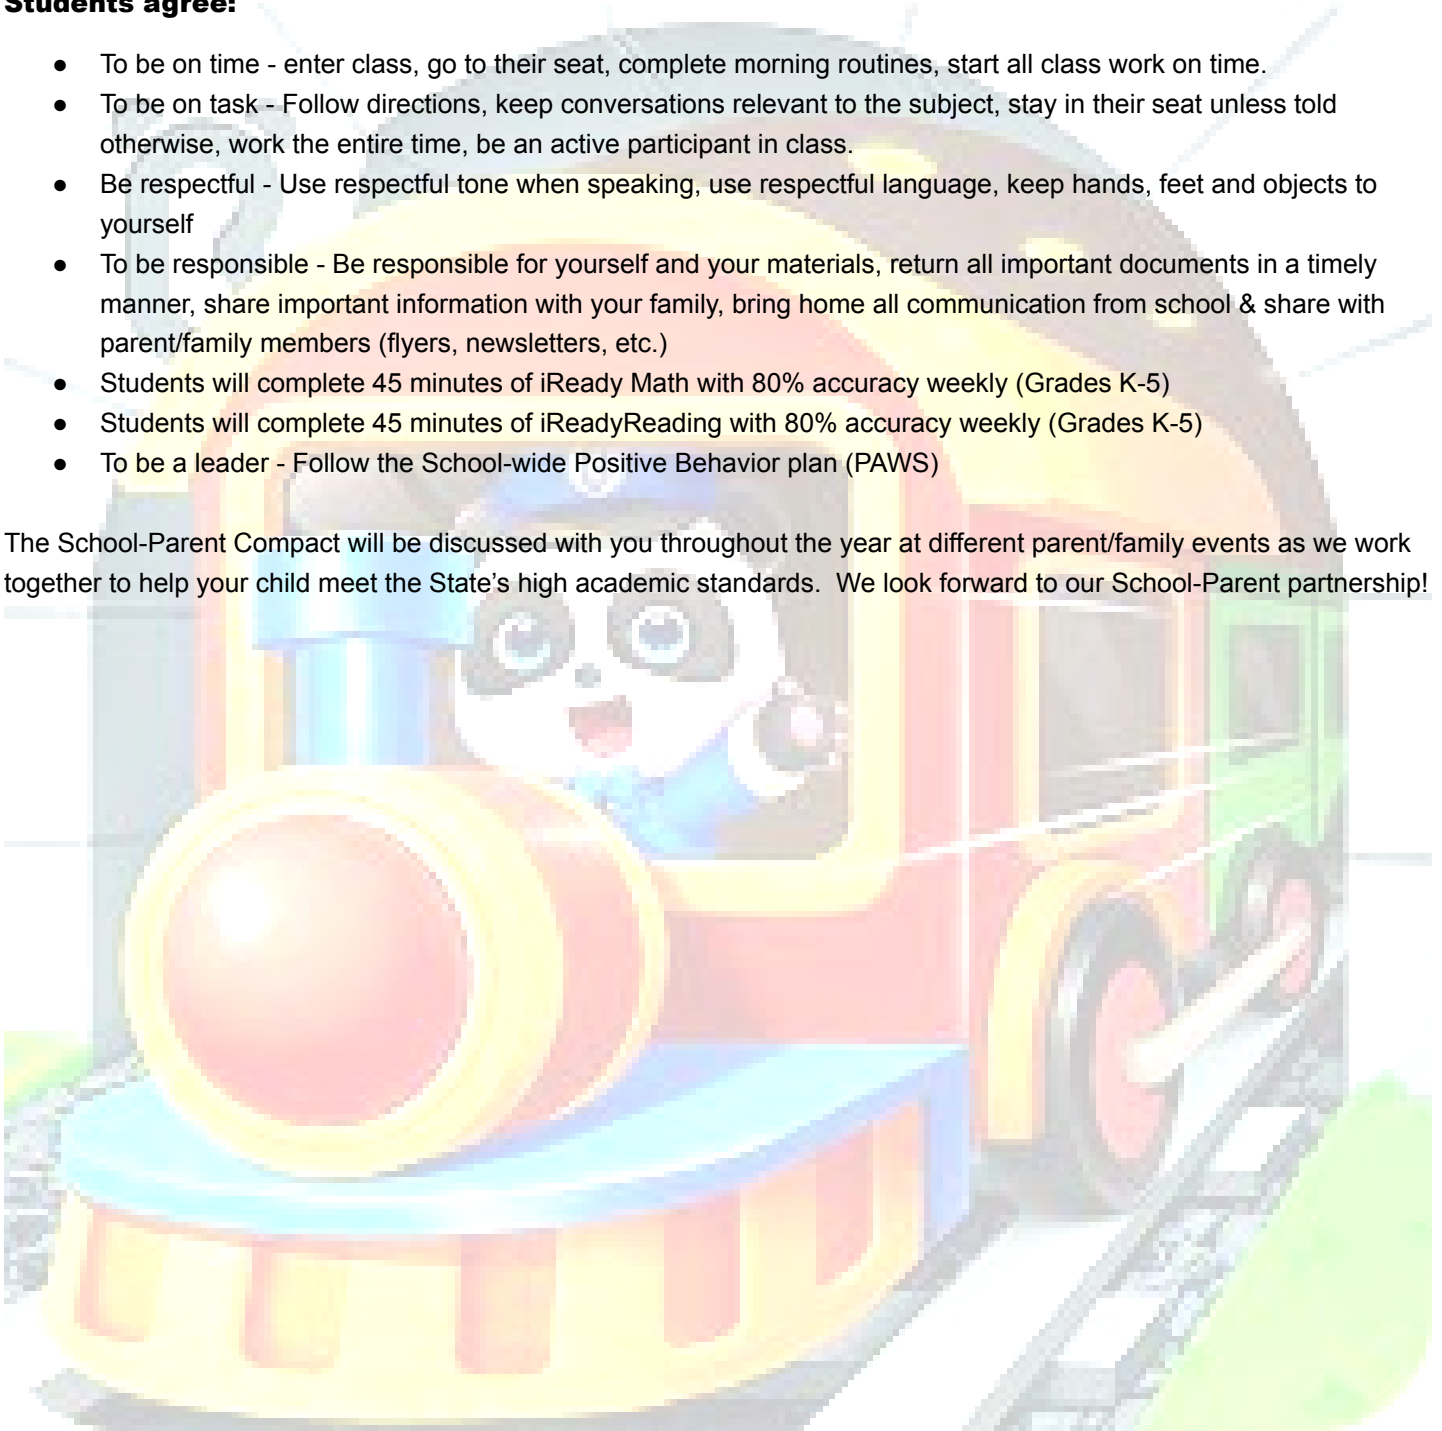 Students agree:
● To be on time - enter class, go to their seat, complete morning routines, start all class work on time.
● To be on task - Follow directions, keep conversations relevant to the subject, stay in their seat unless told
otherwise, work the entire time, be an active participant in class.
● Be respectful - Use respectful tone when speaking, use respectful language, keep hands, feet and objects to
yourself
● To be responsible - Be responsible for yourself and your materials, return all important documents in a timely
manner, share important information with your family, bring home all communication from school & share with
parent/family members (flyers, newsletters, etc.)
● Students will complete 45 minutes of iReady Math with 80% accuracy weekly (Grades K-5)
● Students will complete 45 minutes of iReadyReading with 80% accuracy weekly (Grades K-5)
● To be a leader - Follow the School-wide Positive Behavior plan (PAWS)
The School-Parent Compact will be discussed with you throughout the year at different parent/family events as we work
together to help your child meet the State’s high academic standards.  We look forward to our School-Parent partnership!